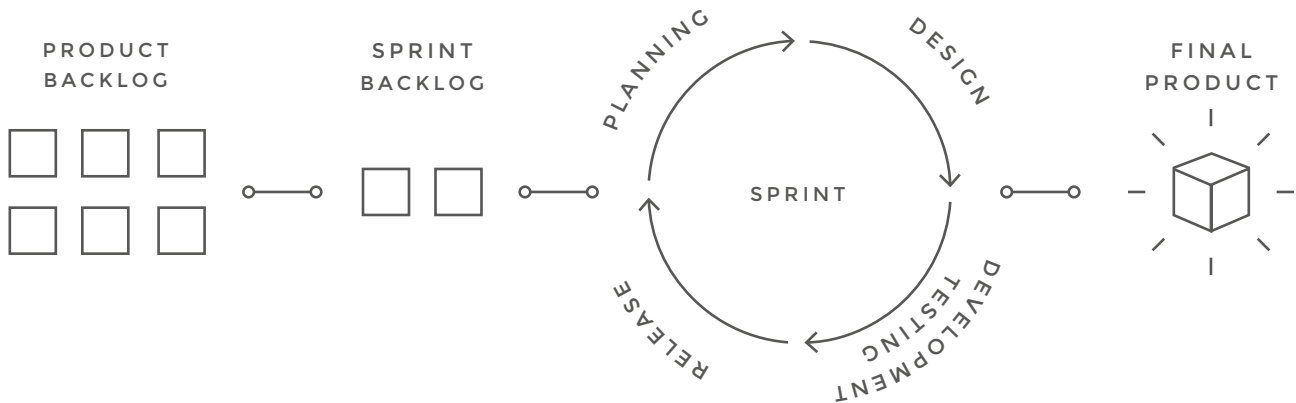 PRODUCT
BACKLOG
SPRINT
BACKLOG
PLANNING
DESIGN
SPRINT
DEVELOPMENT
TESTING
RELEASE
FINAL
PRODUCT